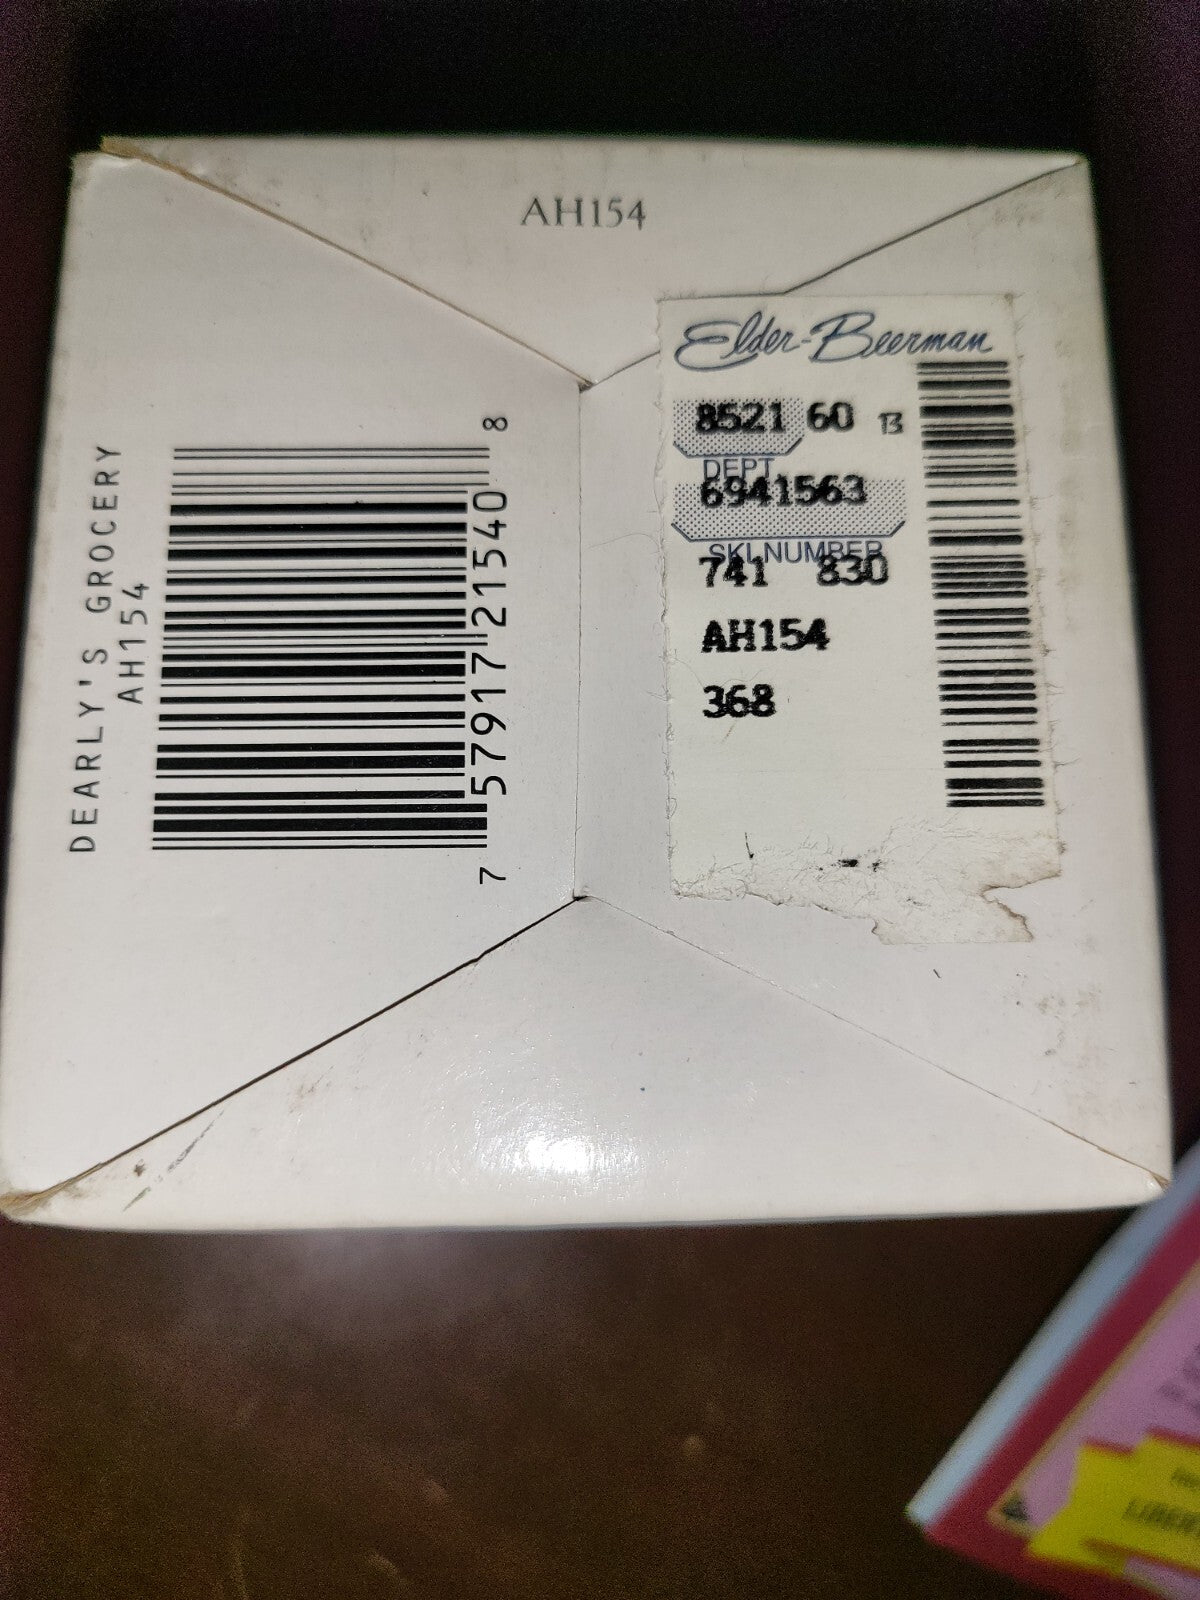 AH154
DEARLY'S GROCERY
AH154
7 57917 21540 8
Elder-Beerman
8521 60 13
DEPT.
6941563
SKU NUMBER
741 830
AH154
368
LIBER